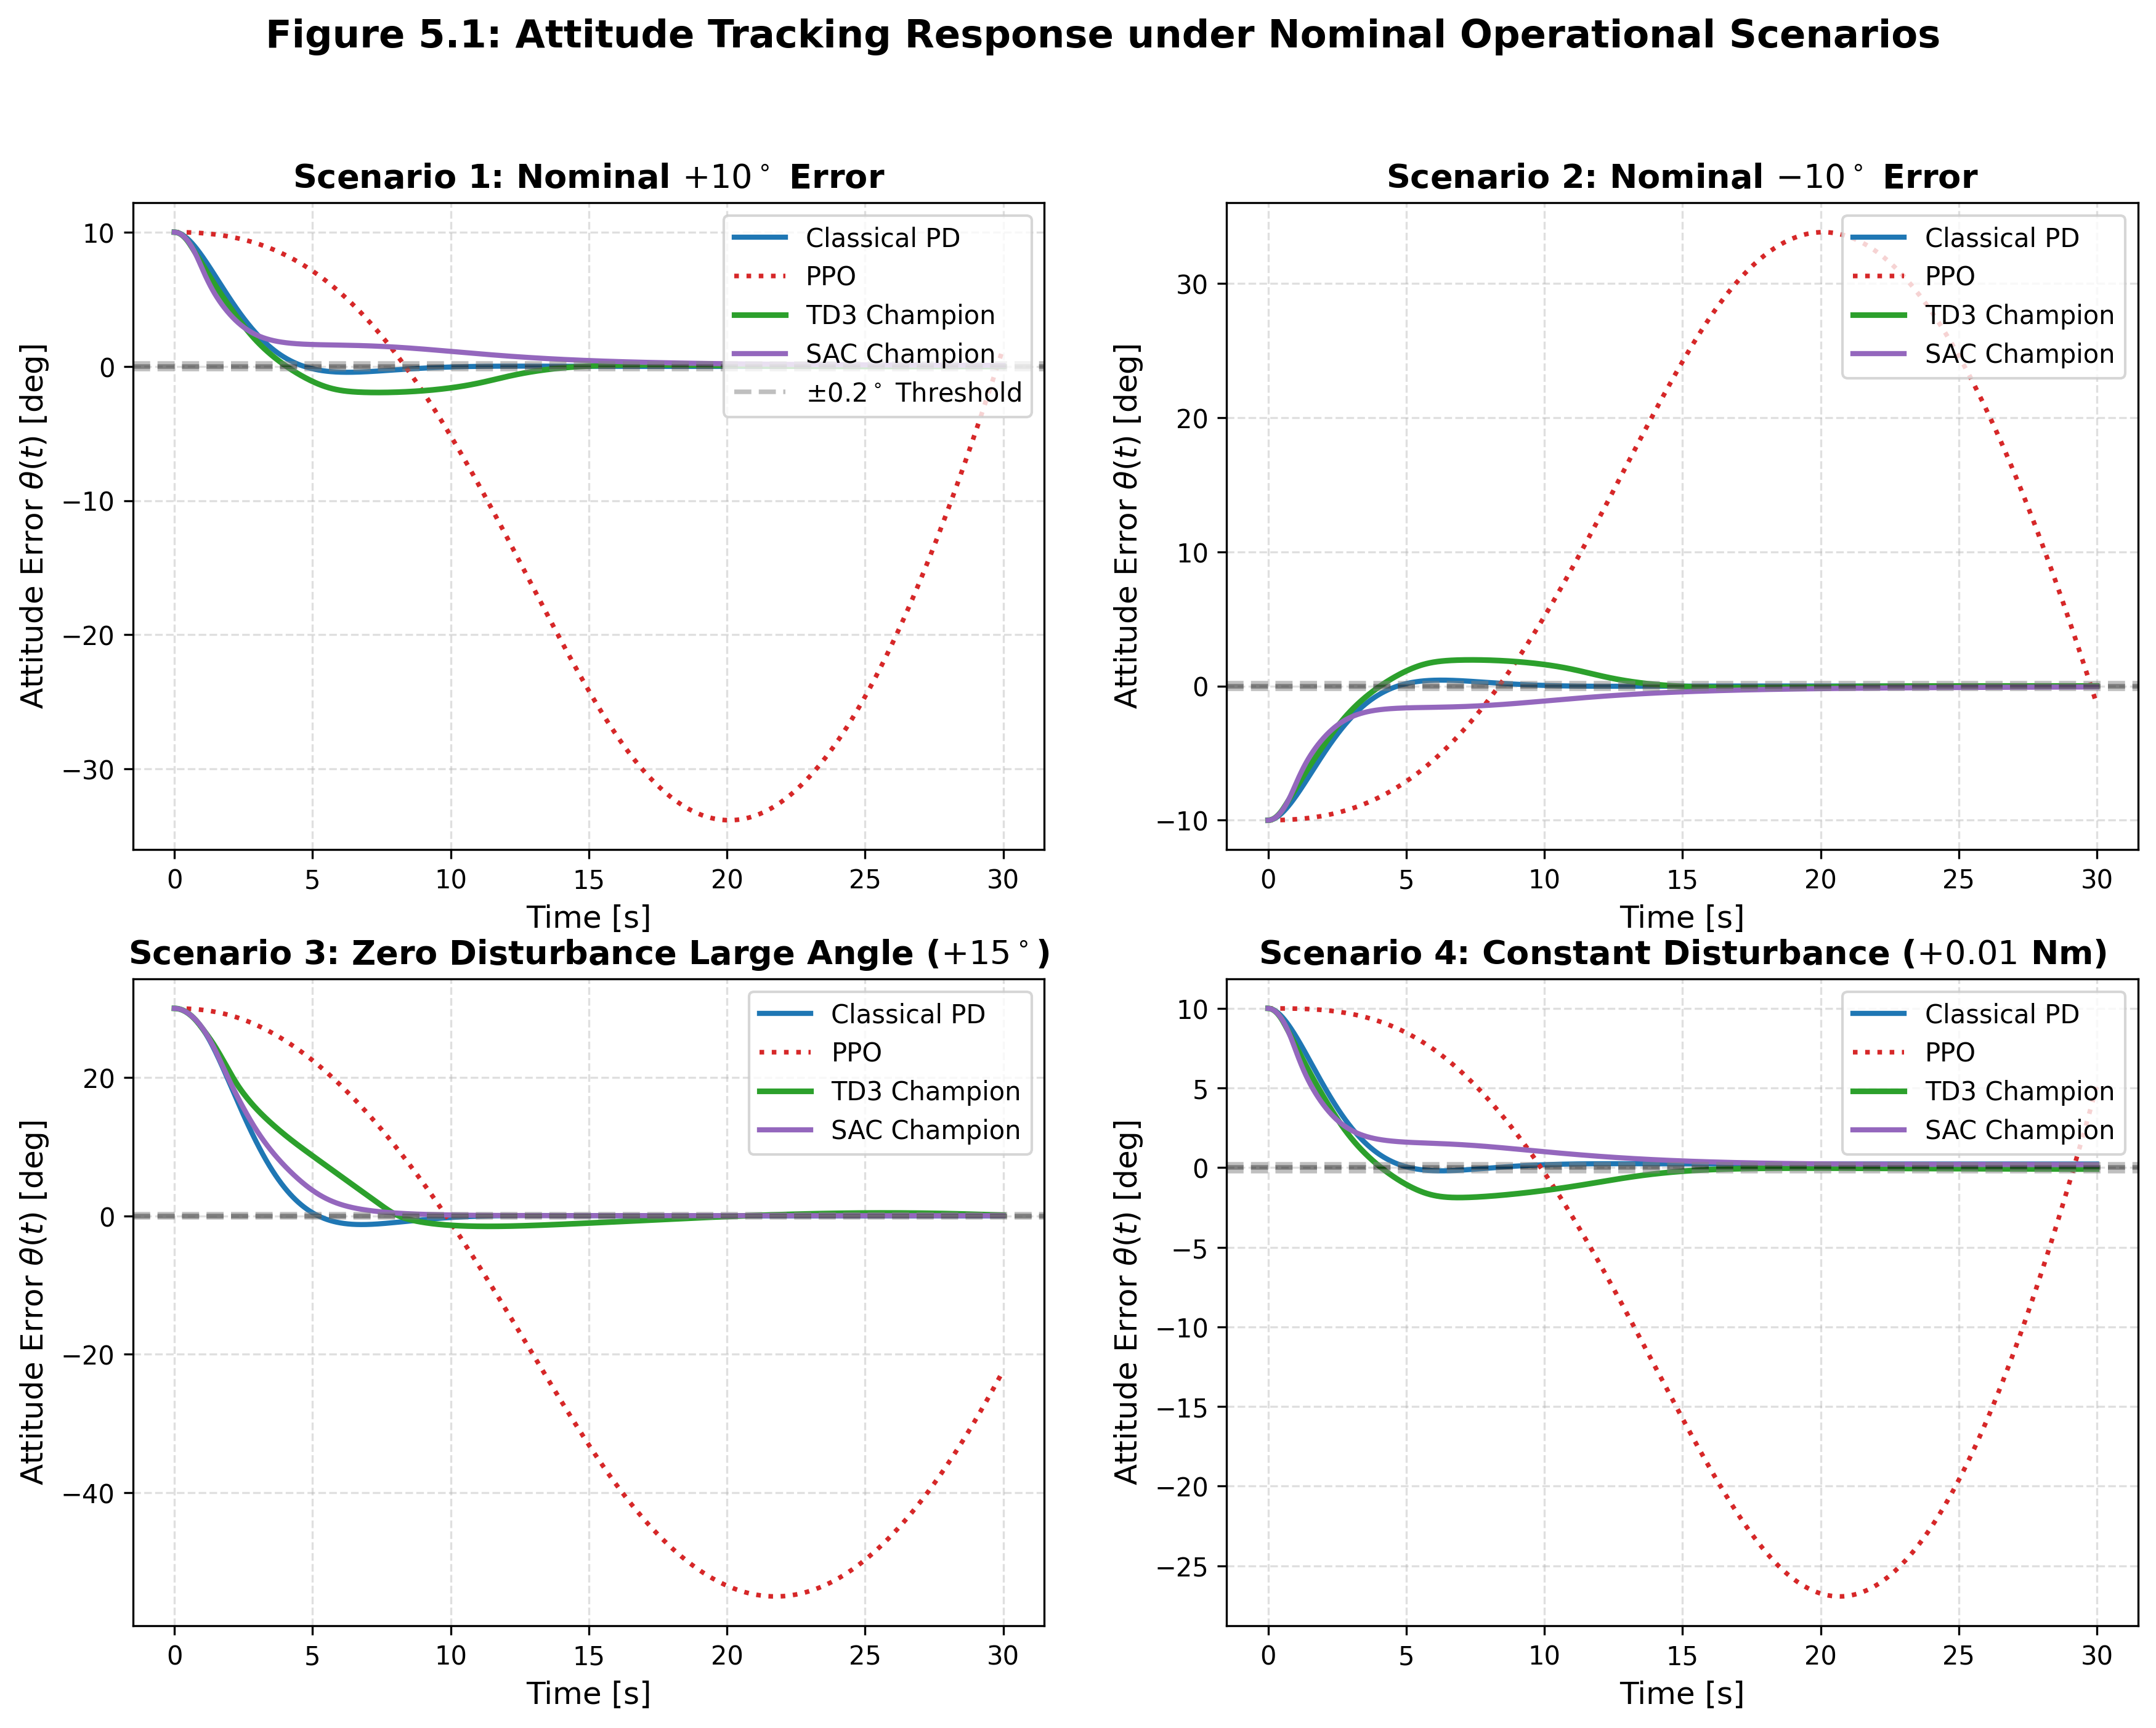 Figure 5.1: Attitude Tracking Response under Nominal Operational Scenarios
Scenario 1: Nominal +10° Error
Attitude Error θ(t) [deg]
10
0
−10
−20
−30
Classical PD
PPO
TD3 Champion
SAC Champion
±0.2° Threshold
0 5 10 15 20 25 30
Time [s]
Scenario 2: Nominal −10° Error
Attitude Error θ(t) [deg]
30
20
10
0
−10
Classical PD
PPO
TD3 Champion
SAC Champion
0 5 10 15 20 25 30
Time [s]
Scenario 3: Zero Disturbance Large Angle (+15°)
Attitude Error θ(t) [deg]
20
0
−20
−40
Classical PD
PPO
TD3 Champion
SAC Champion
0 5 10 15 20 25 30
Time [s]
Scenario 4: Constant Disturbance (+0.01 Nm)
Attitude Error θ(t) [deg]
10
5
0
−5
−10
−15
−20
−25
Classical PD
PPO
TD3 Champion
SAC Champion
0 5 10 15 20 25 30
Time [s]